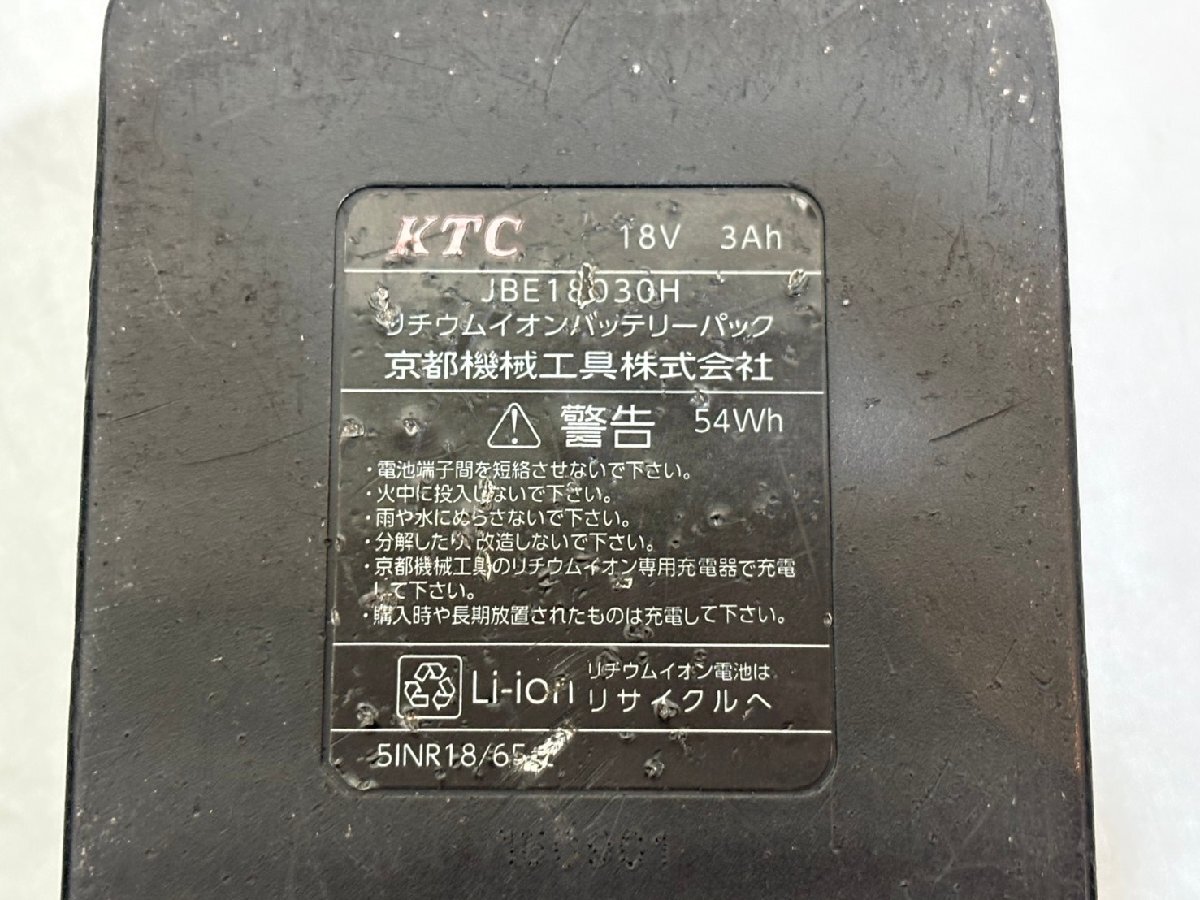 KTC 18V 3Ah
JBE18030H
リチウムイオンバッテリーパック
京都機械工具株式会社
警告 54Wh
・電池端子間を短絡させないで下さい。
・火中に投入しないで下さい。
・雨や水にぬらさないで下さい。
・分解したり、改造しないで下さい。
・京都機械工具のリチウムイオン専用充電器で充電
して下さい。
・購入時や長期放置されたものは充電して下さい。
Li-ion リチウムイオン電池は
リサイクルへ